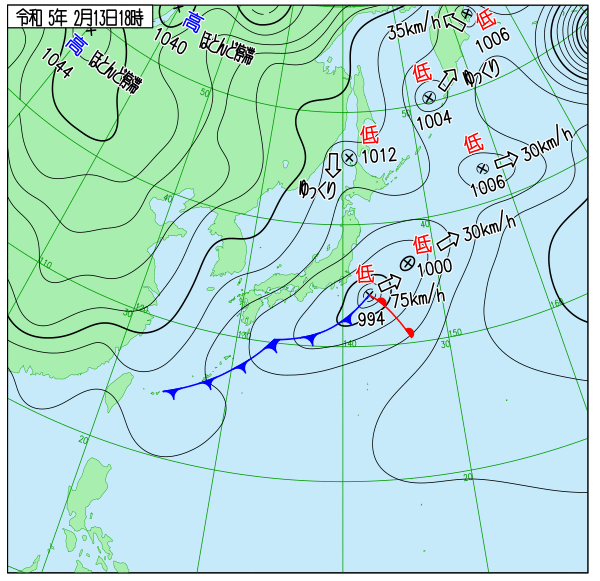 令和 5年 2月13日18時
高
1044
ほとんど停滞
高
1040
ほとんど停滞
35km/h
低
1006
低
1004
ゆっくり
低
1012
ゆっくり
低
1006
30km/h
低
1000
30km/h
低
994
75km/h
50
50
40
40
110
30
120
130
140
150
30
160
20
20